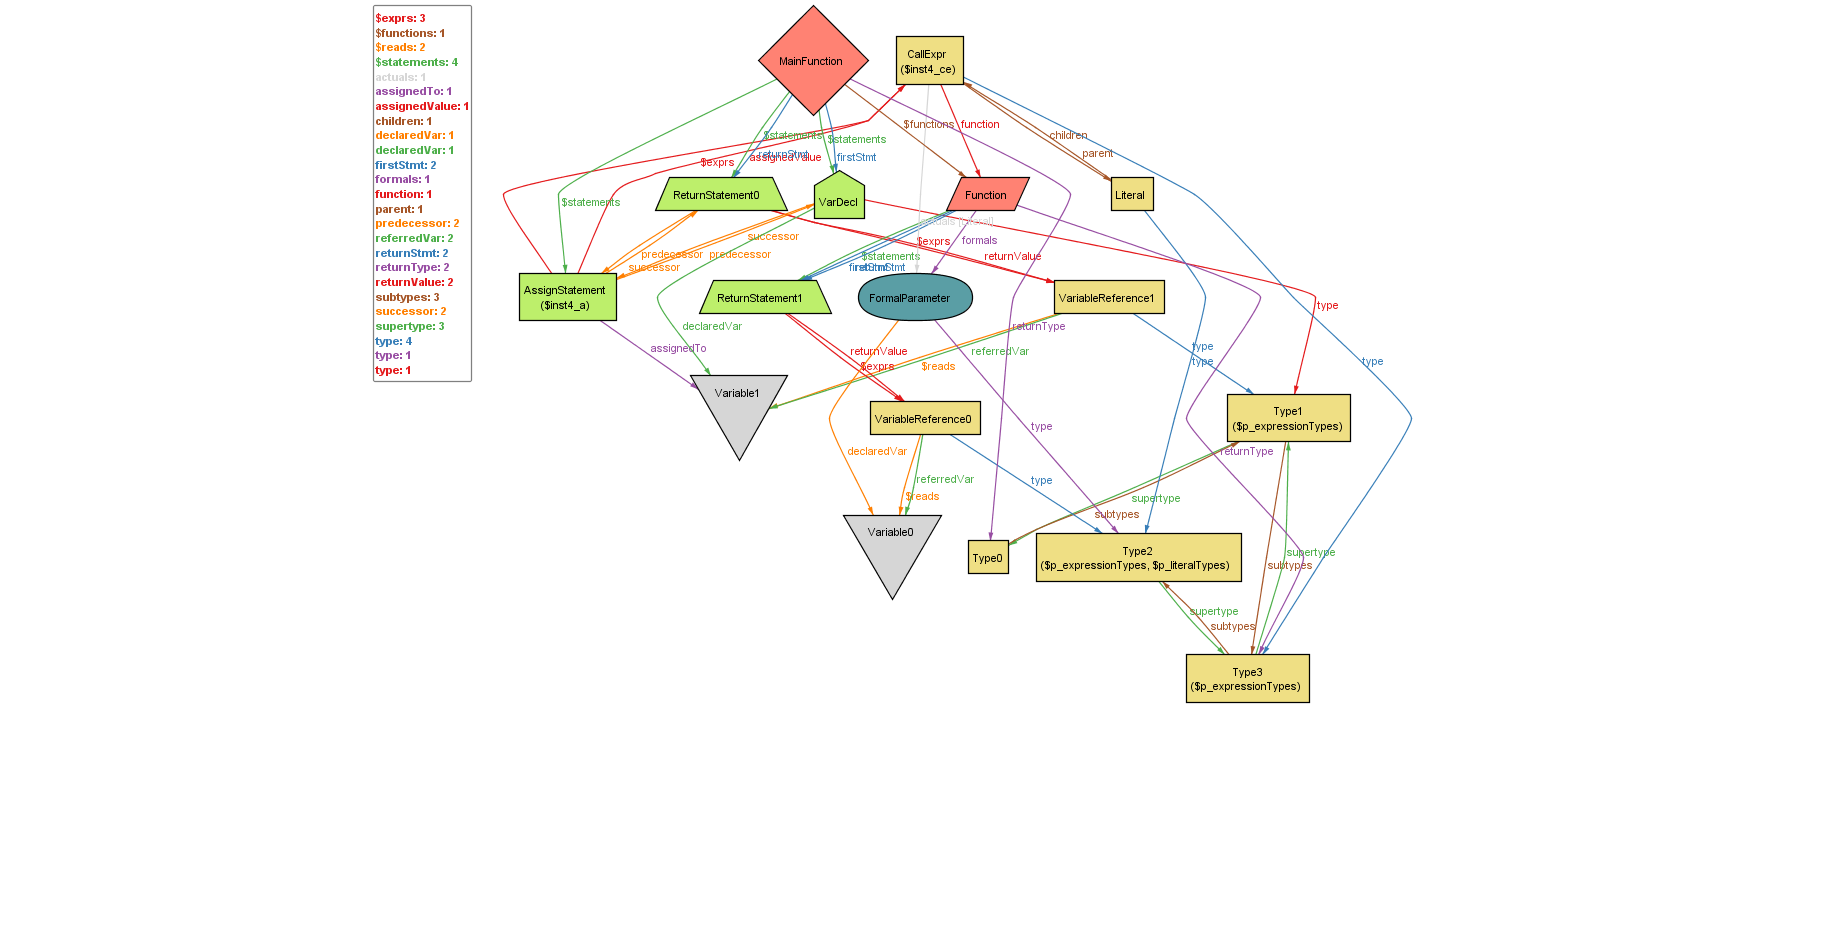 $exprs: 3
$functions: 1
$reads: 2
$statements: 4
actuals: 1
assignedTo: 1
assignedValue: 1
children: 1
declaredVar: 1
declaredVar: 1
firstStmt: 2
formals: 1
function: 1
parent: 1
predecessor: 2
referredVar: 2
returnStmt: 2
returnType: 2
returnValue: 2
subtypes: 3
successor: 2
supertype: 3
type: 4
type: 1
type: 1
MainFunction
CallExpr
($inst4_ce)
$functions
function
$statements
$statements
children
returnStmt
assignedValue
firstStmt
parent
$exprs
ReturnStatement0
VarDecl
Function
Literal
$statements
actuals [Literal]
successor
$exprs
formals
predecessor
predecessor
successor
$statements
returnValue
firstStmt
returnStmt
AssignStatement
($inst4_a)
ReturnStatement1
FormalParameter
VariableReference1
type
declaredVar
returnType
assignedTo
returnValue
referredVar
type
type
type
$exprs
$reads
Variable1
VariableReference0
Type1
($p_expressionTypes)
type
declaredVar
returnType
referredVar
type
$reads
supertype
subtypes
Variable0
Type0
Type2
($p_expressionTypes, $p_literalTypes)
supertype
subtypes
supertype
subtypes
Type3
($p_expressionTypes)